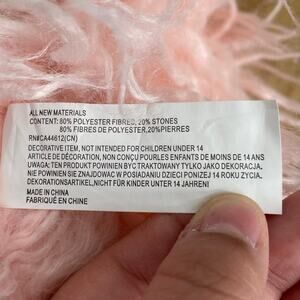 ALL NEW MATERIALS
CONTENT: 80% POLYESTER FIBRED, 20% STONES
80% FIBRES DE POLYESTER,20%PIERRES
RN#CA44612(CN)
DECORATIVE ITEM, NOT INTENDED FOR CHILDREN UNDER 14
ARTICLE DE DÉCORATION, NON CONÇU POURLES ENFANTS DE MOINS DE 14 ANS
UWAGA: TEN PRODUKT POWINIEN BYC TRAKTOWANY TYLKO JAKO DEKORACJA,
NIE POWINIEN SIE ZNAJDOWAC W POSIADANIU DZIECI PONIZEJ 14 ROKU ZYCIA.
DEKORATIONSARTIKEL,,NICHT FÜR KINDER UNTER 14 JAHREN!
MADE IN CHINA
FABRIQUÉ EN CHINE